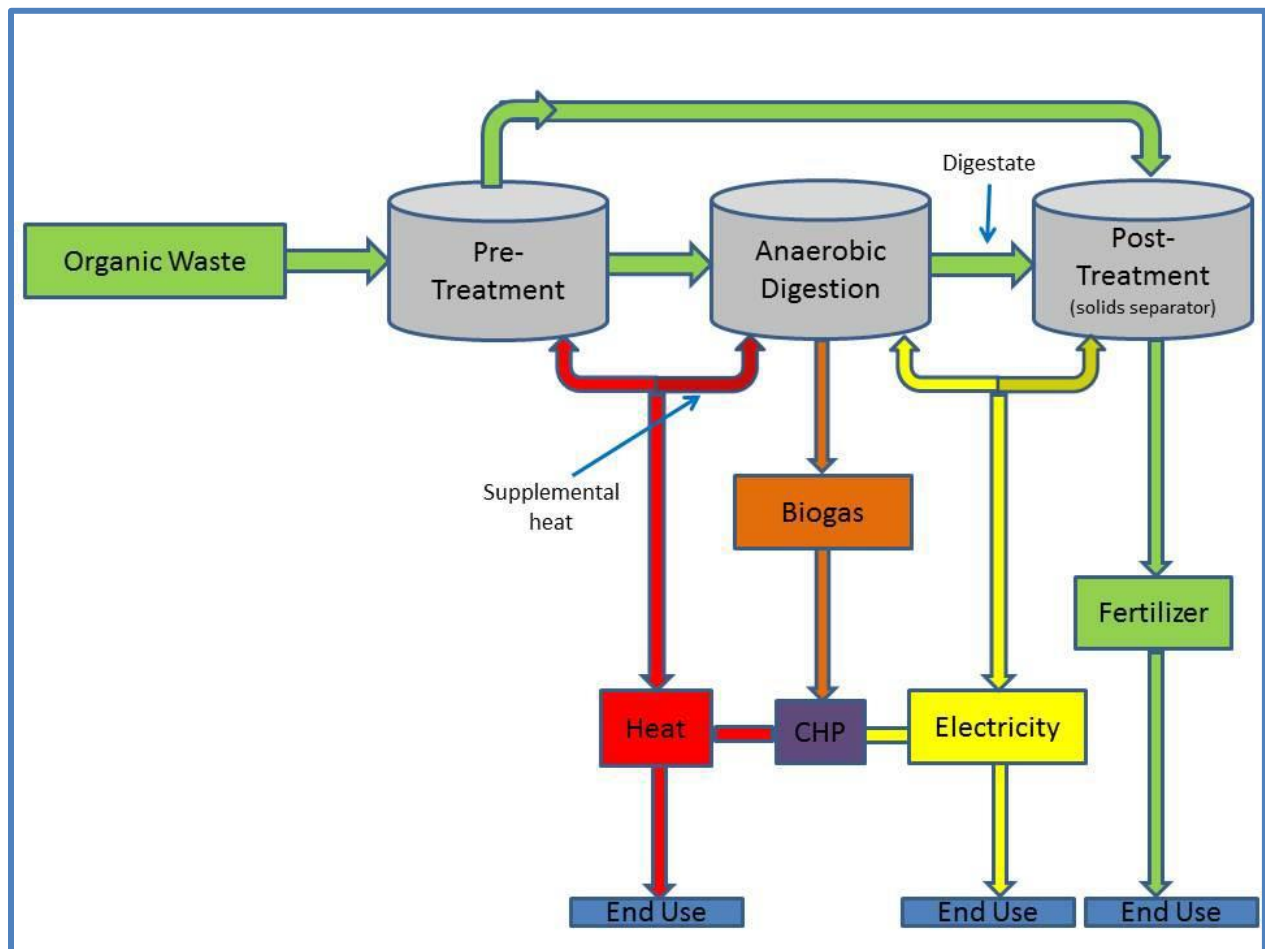 Digestate
Organic Waste
Pre-
Treatment
Anaerobic
Digestion
Post-
Treatment
(solids separator)
Supplemental
heat
Biogas
Fertilizer
Heat
CHP
Electricity
End Use
End Use
End Use